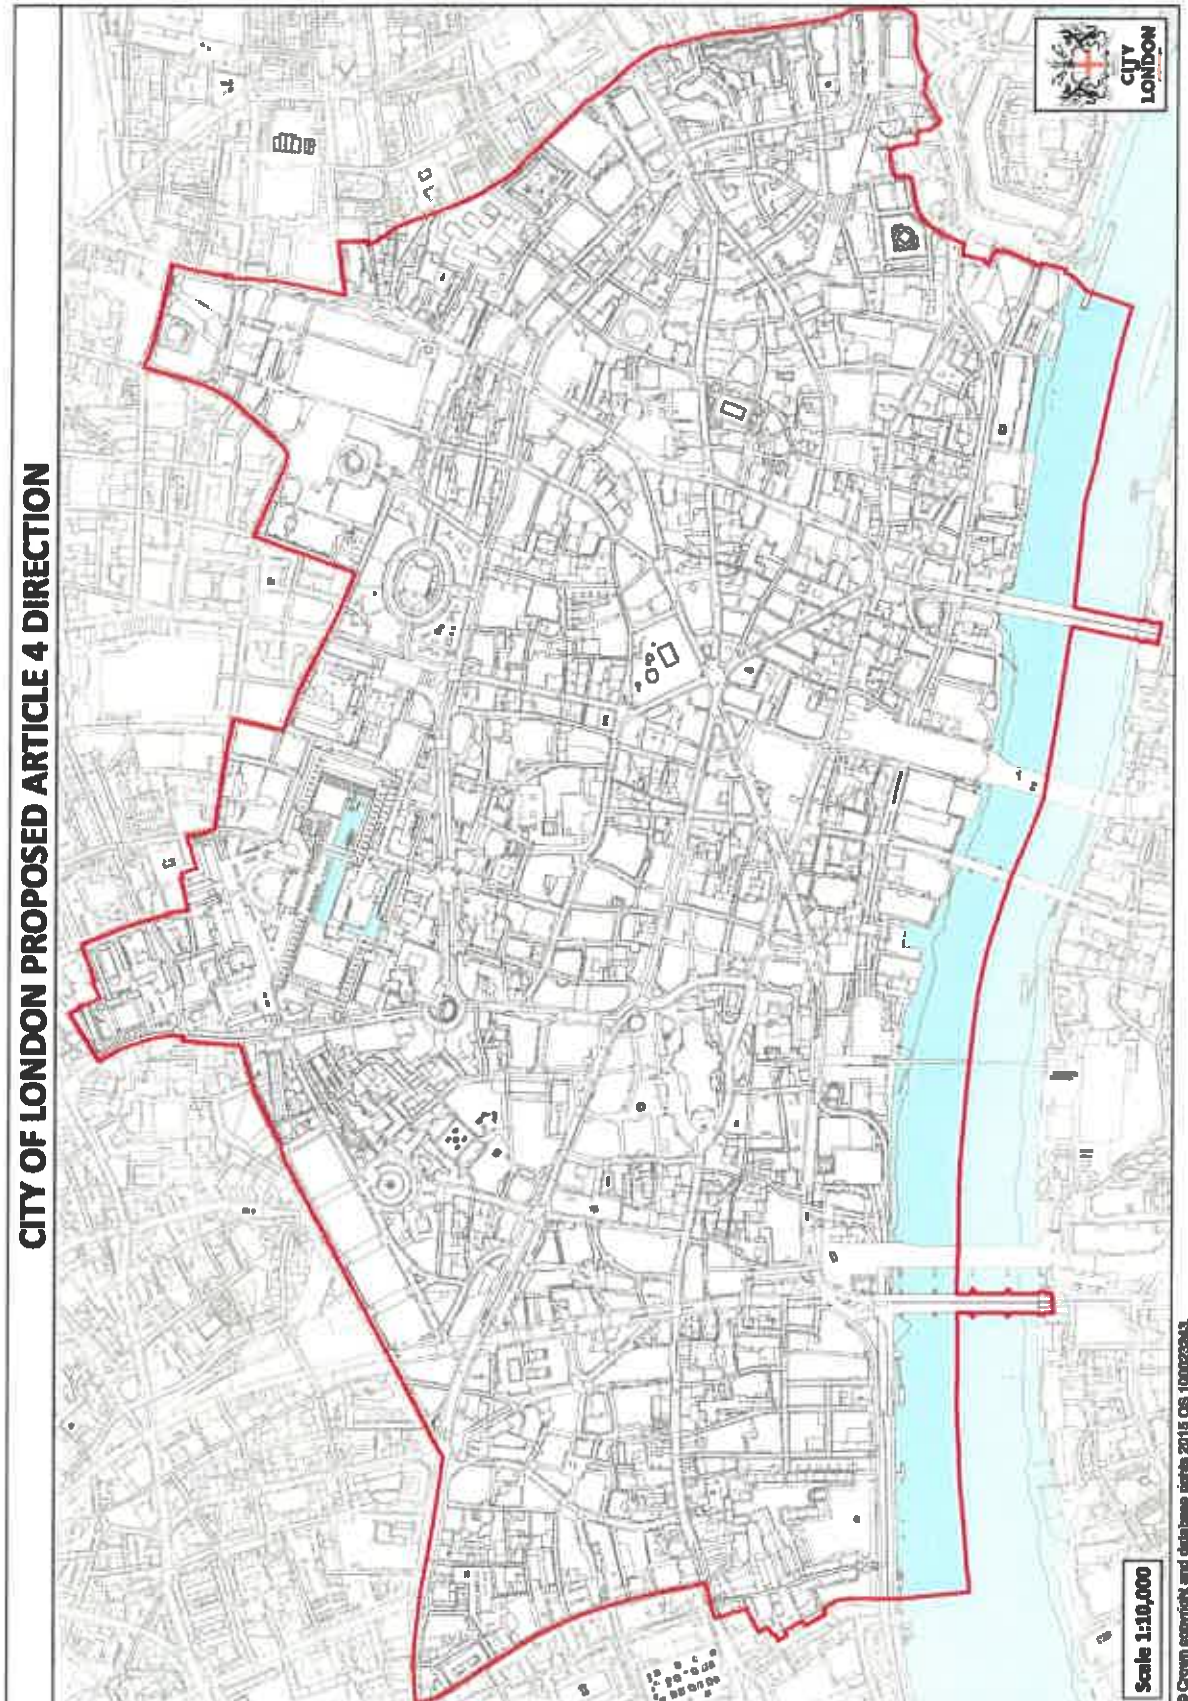 CITY OF LONDON PROPOSED ARTICLE 4 DIRECTION
CITY
LONDON
Scale 1:10,000
Crown copyright and database rights 2015 OS 100023243